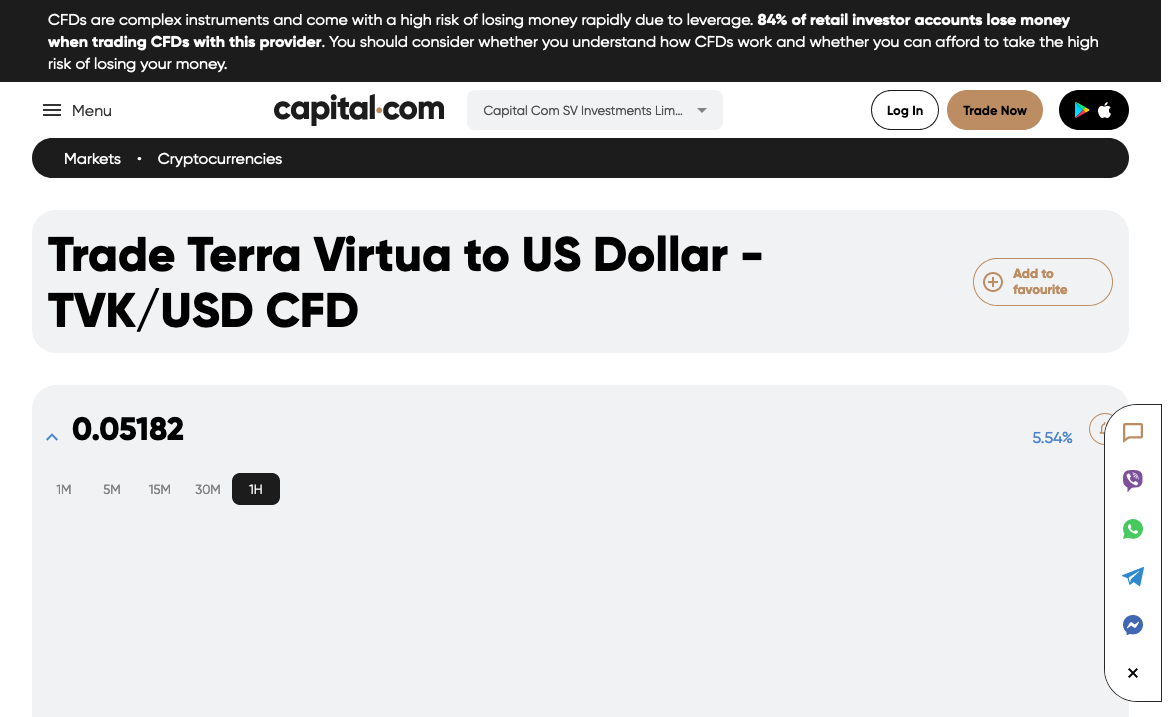 CFDs are complex instruments and come with a high risk of losing money rapidly due to leverage. 84% of retail investor accounts lose money
when trading CFDs with this provider. You should consider whether you understand how CFDs work and whether you can afford to take the high
risk of losing your money.
Menu
capital.com
Capital Com SV Investments Lim...
Log In
Trade Now
Markets • Cryptocurrencies
Trade Terra Virtua to US Dollar -
TVK/USD CFD
Add to
favourite
0.05182
5.54%
1M 5M 15M 30M 1H